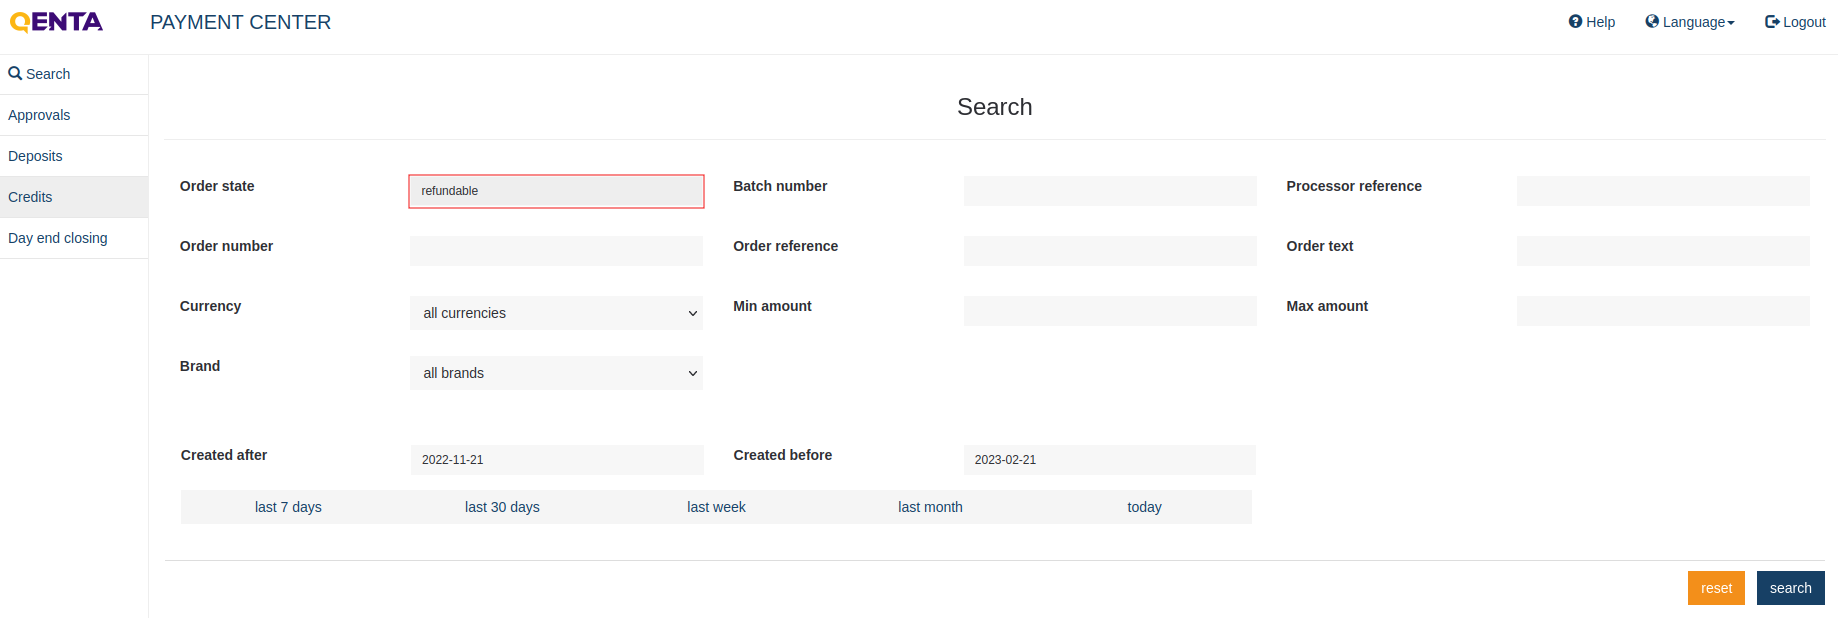 QENTA PAYMENT CENTER Help Language Logout
Search
Approvals
Deposits
Credits
Day end closing
Search
Order state refundable Batch number Processor reference
Order number Order reference Order text
Currency all currencies Min amount Max amount
Brand all brands
Created after 2022-11-21 Created before 2023-02-21
last 7 days last 30 days last week last month today
reset search